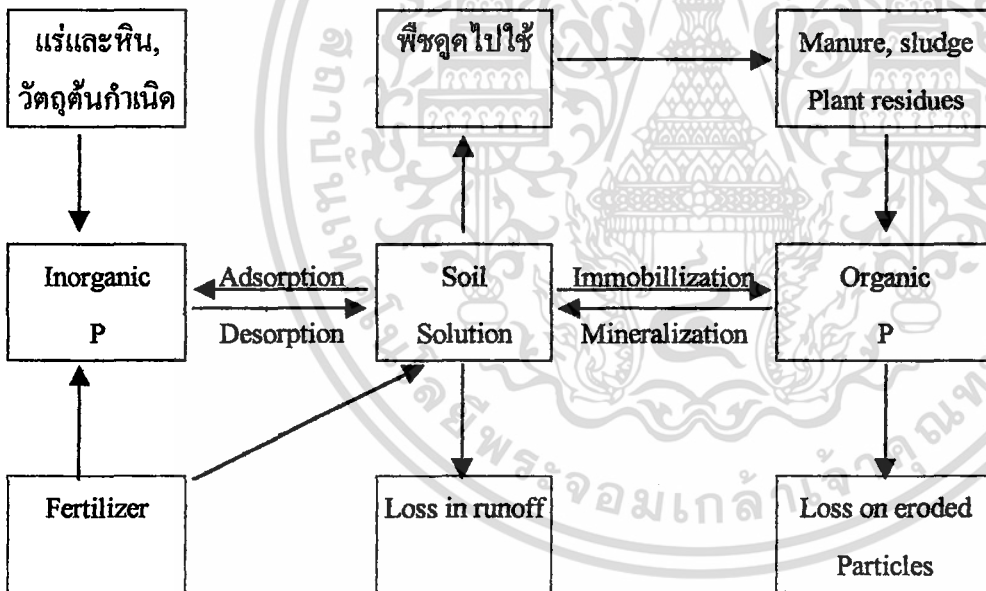 แร่และหิน,
วัตถุต้นกำเนิด
พืชดูดไปใช้
Manure, sludge
Plant residues
Inorganic
P
Adsorption
Desorption
Soil
Solution
Immobillization
Mineralization
Organic
P
Fertilizer
Loss in runoff
Loss on eroded
Particles